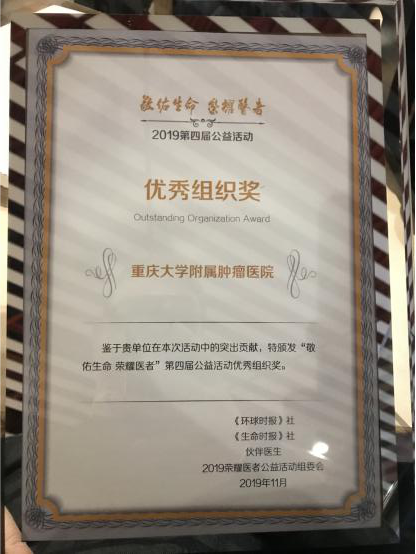 敬佑生命 荣耀医者
2019第四届公益活动
优秀组织奖
Outstanding Organization Award
重庆大学附属肿瘤医院
鉴于贵单位在本次活动中的突出贡献，特颁发“敬
佑生命 荣耀医者”第四届公益活动优秀组织奖。
《环球时报》社
《生命时报》社
伙伴医生
2019荣耀医者公益活动组委会
2019年11月